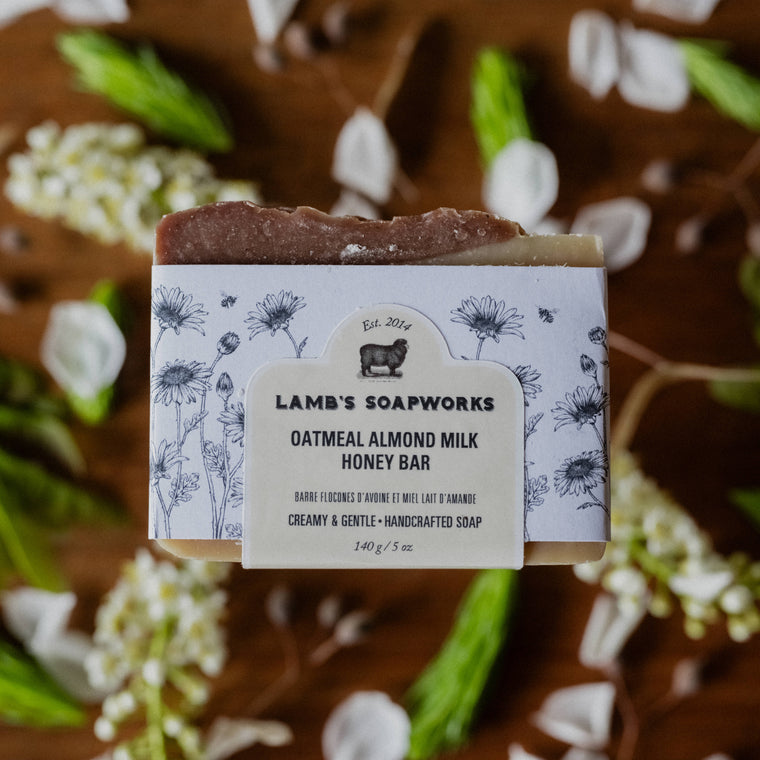 Est. 2014
LAMB'S SOAPWORKS
OATMEAL ALMOND MILK
HONEY BAR
BARRE FLOCONES D'AVOINE ET MIEL LAIT D'AMANDE
CREAMY & GENTLE • HANDCRAFTED SOAP
140 g / 5 oz